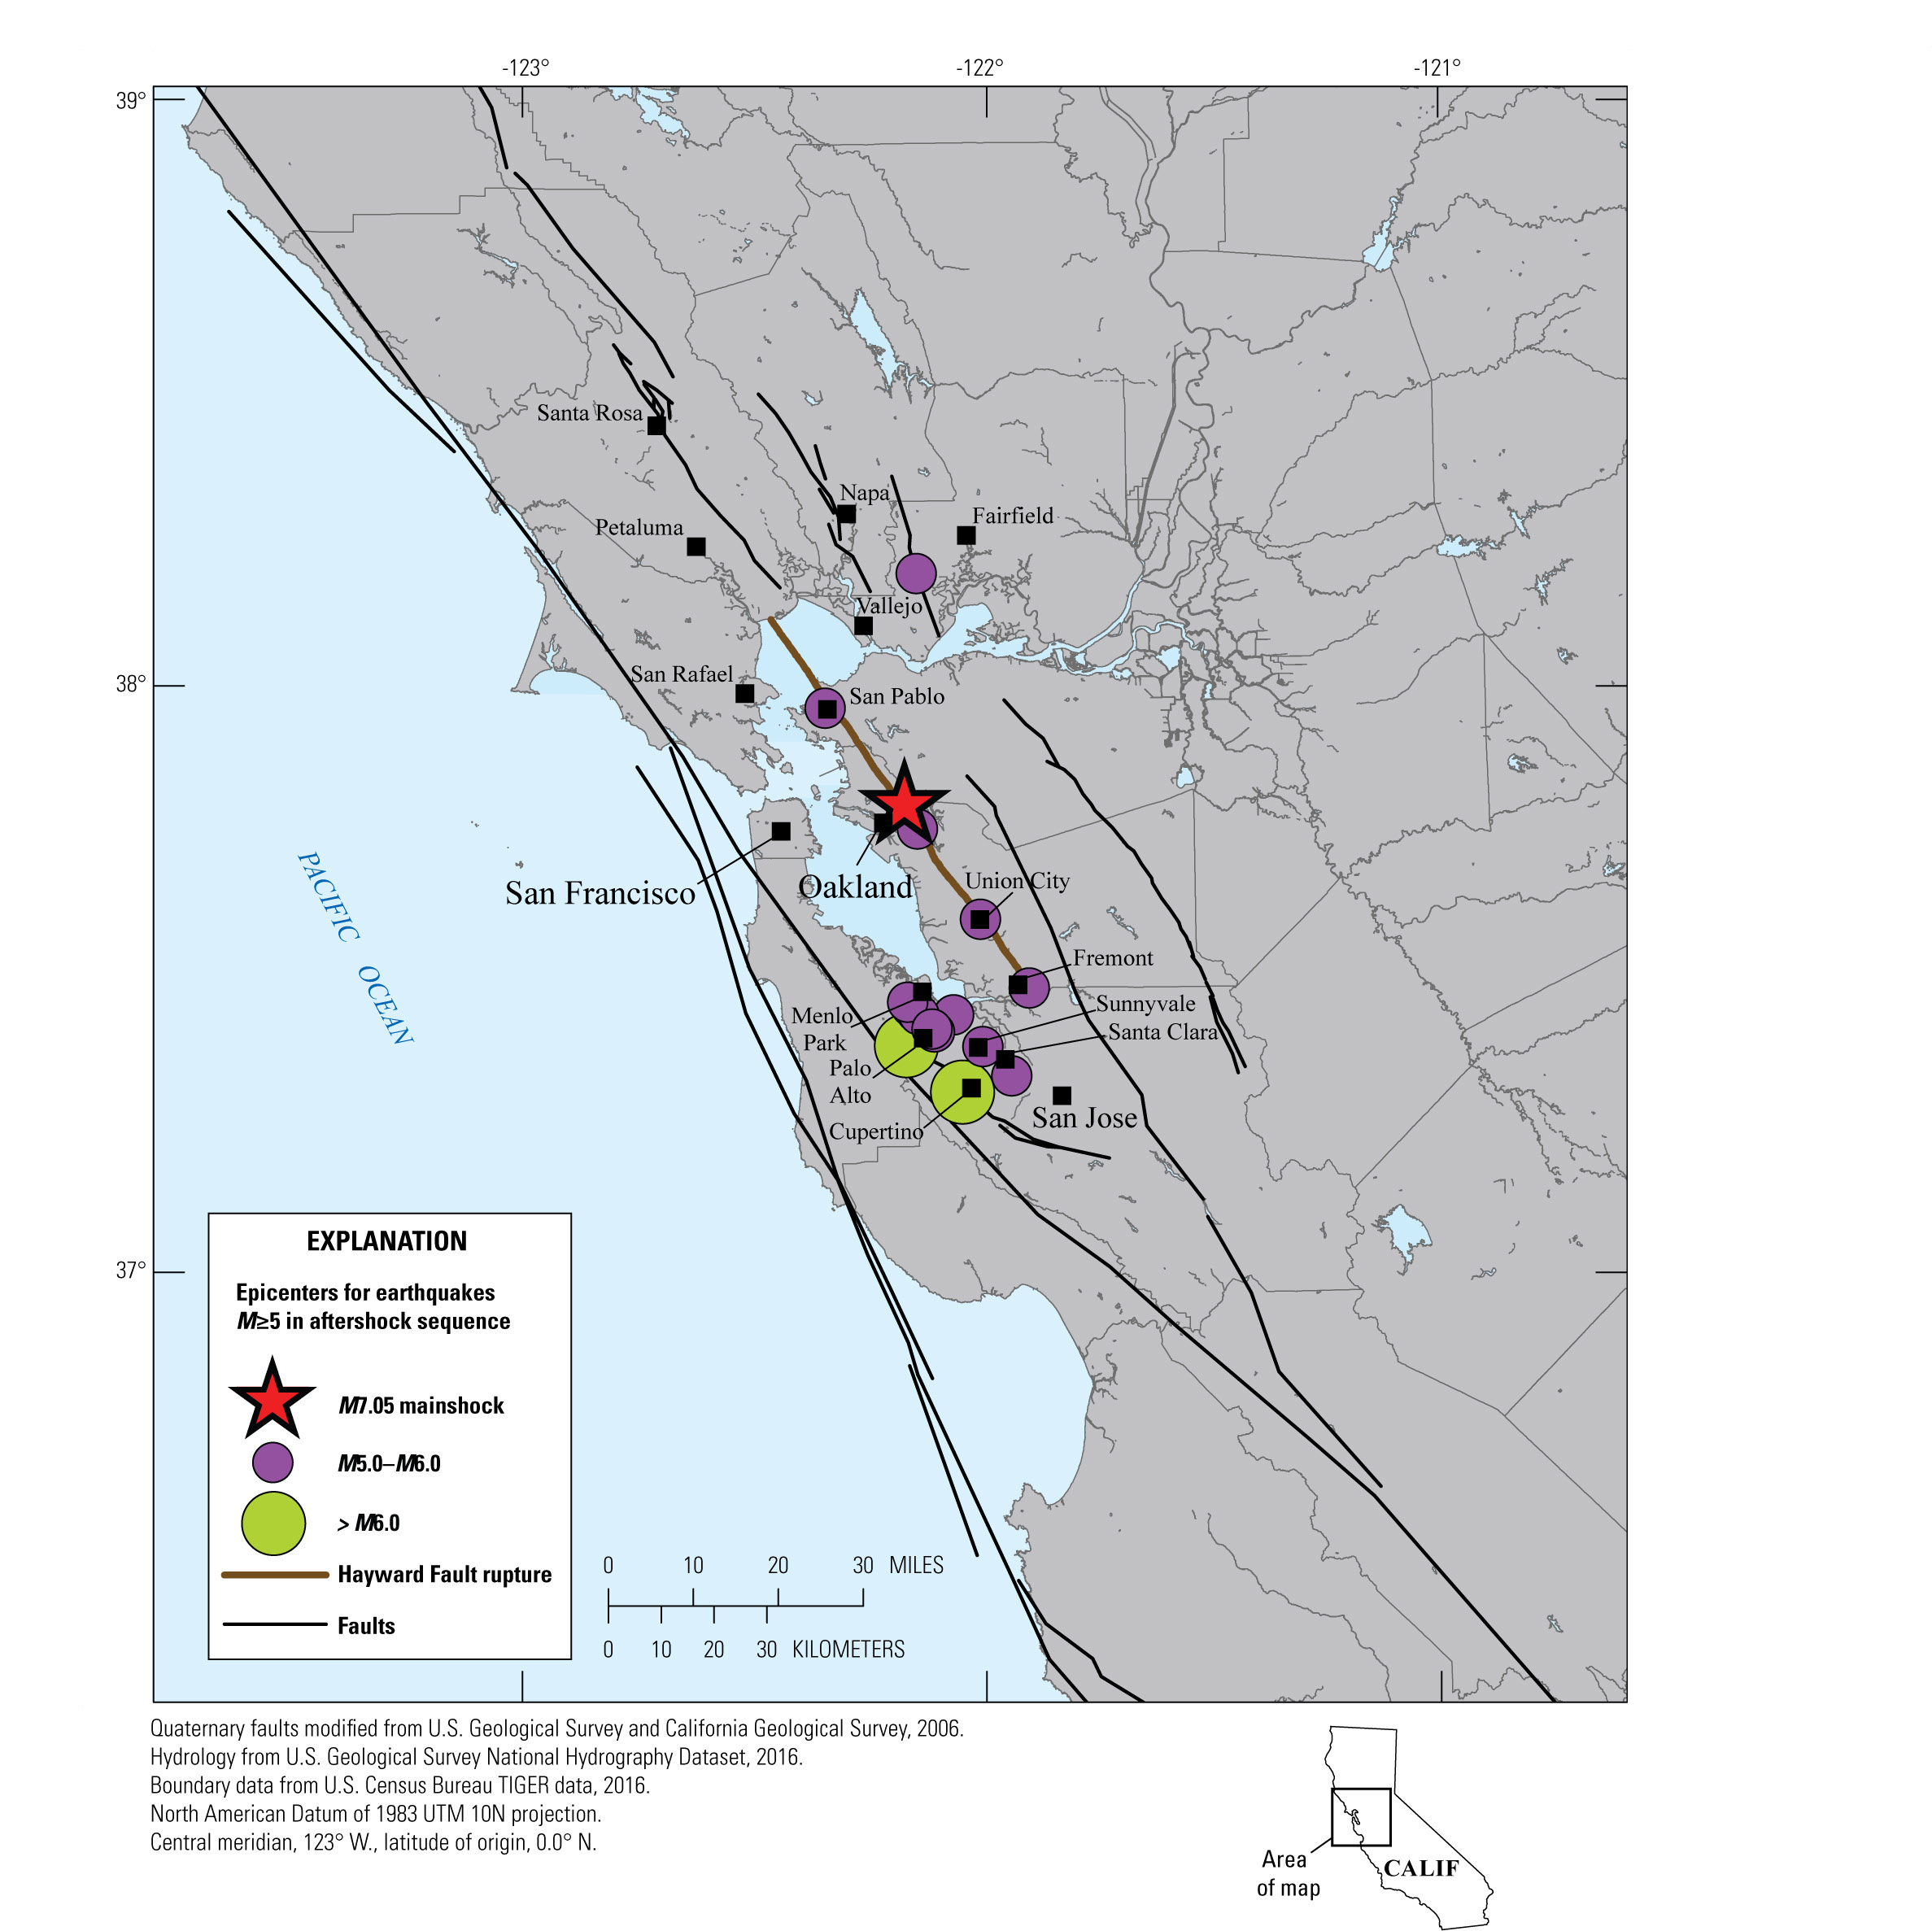 -123°
-122°
-121°
39°
Santa Rosa
Napa
Fairfield
Petaluma
Vallejo
38°
San Rafael
San Pablo
PACIFIC OCEAN
San Francisco
Oakland
Union City
Fremont
Menlo
Park
Sunnyvale
Santa Clara
Palo
Alto
Cupertino
San Jose
37°
EXPLANATION
Epicenters for earthquakes
M≥5 in aftershock sequence
M7.05 mainshock
M5.0–M6.0
> M6.0
Hayward Fault rupture
Faults
0 10 20 30 MILES
0 10 20 30 KILOMETERS
Quaternary faults modified from U.S. Geological Survey and California Geological Survey, 2006.
Hydrology from U.S. Geological Survey National Hydrography Dataset, 2016.
Boundary data from U.S. Census Bureau TIGER data, 2016.
North American Datum of 1983 UTM 10N projection.
Central meridian, 123° W., latitude of origin, 0.0° N.
Area
of map
CALIF